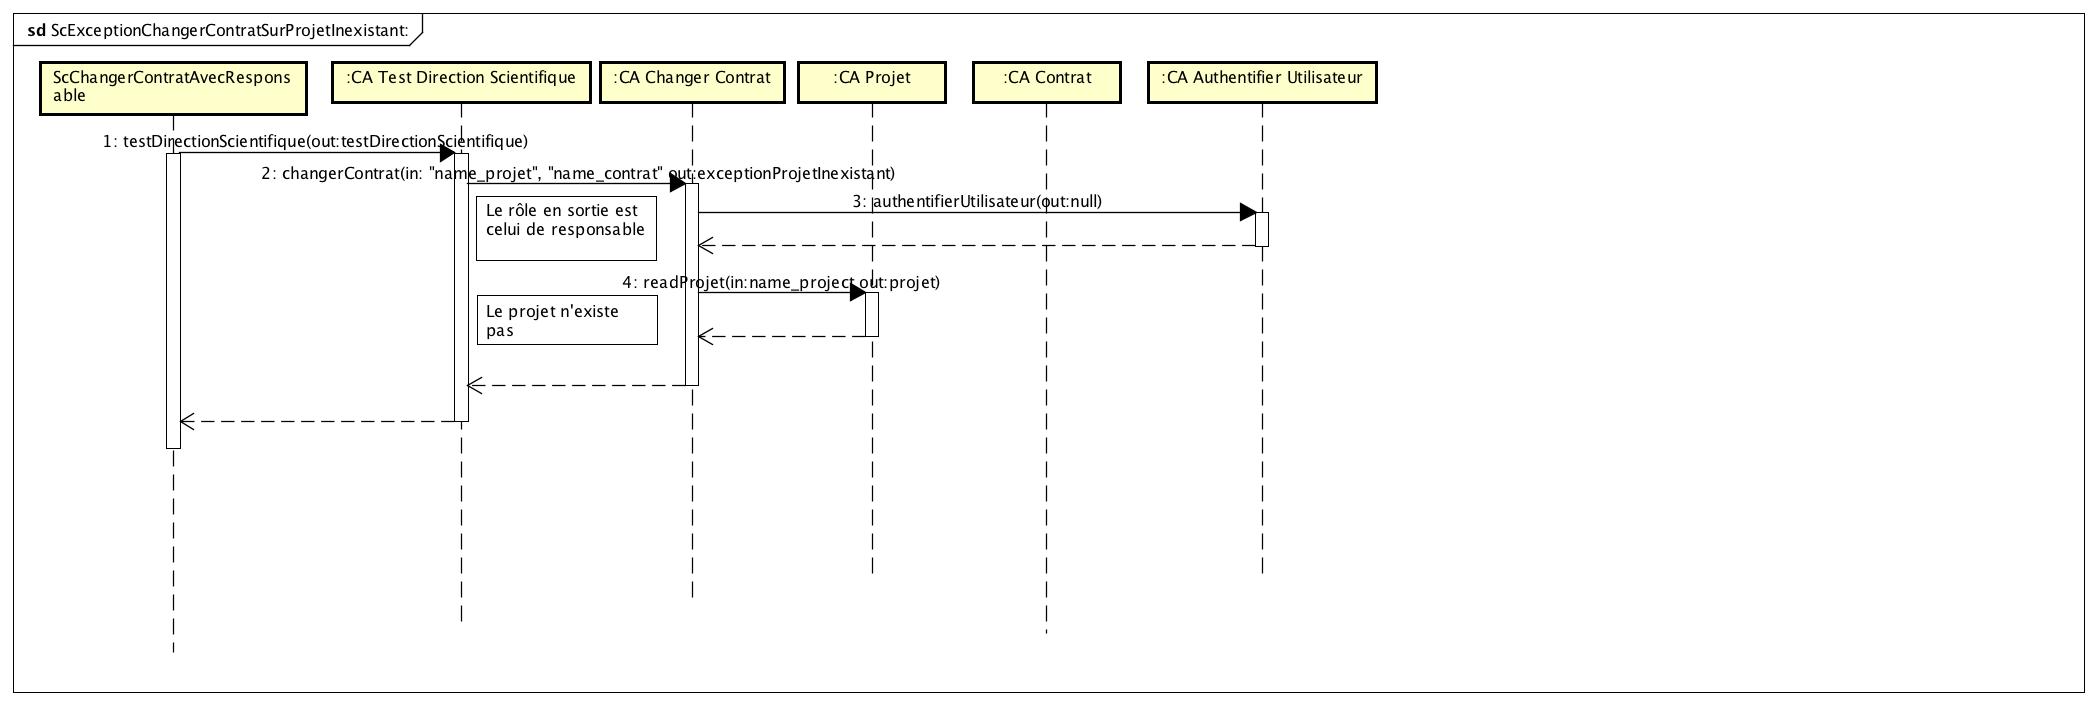 sd ScExceptionChangerContratSurProjetInexistant:
ScChangerContratAvecRespons
able
:CA Test Direction Scientifique
:CA Changer Contrat
:CA Projet
:CA Contrat
:CA Authentifier Utilisateur
1: testDirectionScientifique(out:testDirectionScientifique)
2: changerContrat(in: "name_projet", "name_contrat" out:exceptionProjetInexistant)
3: authentifierUtilisateur(out:null)
Le rôle en sortie est
celui de responsable
4: readProjet(in:name_project out:projet)
Le projet n'existe
pas